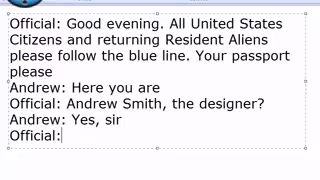 Official: Good evening. All United States
Citizens and returning Resident Aliens
please follow the blue line. Your passport
please
Andrew: Here you are
Official: Andrew Smith, the designer?
Andrew: Yes, sir
Official: